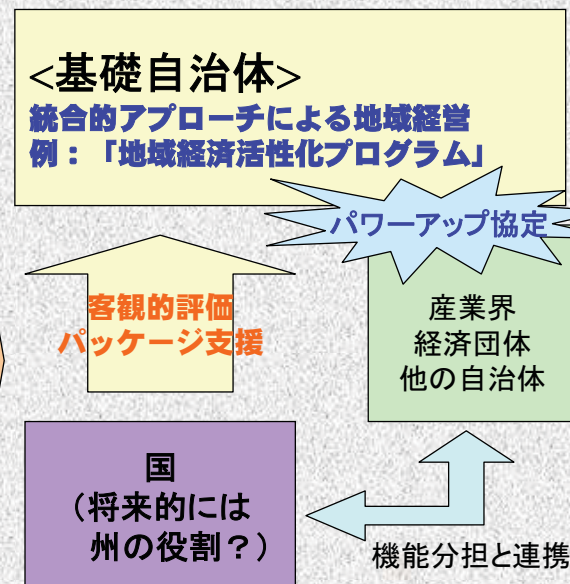 <基礎自治体>
統合的アプローチによる地域経営
例：「地域経済活性化プログラム」
パワーアップ協定
客観的評価
パッケージ支援
産業界
経済団体
他の自治体
国
（将来的には
州の役割？）
機能分担と連携